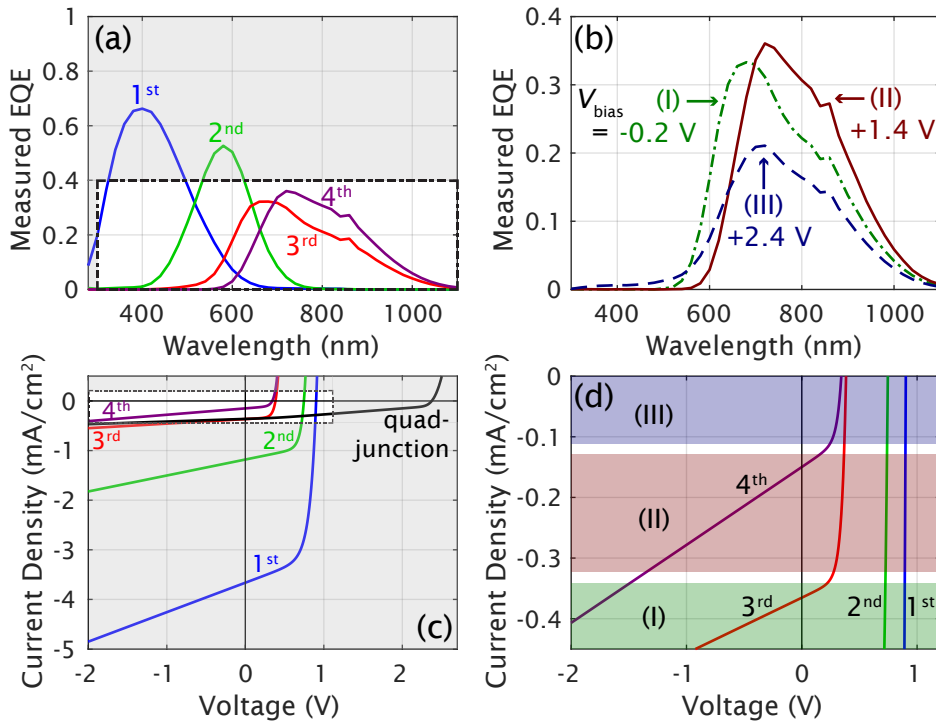 (a)
1st
2nd
3rd
4th
Measured EQE
1
0.8
0.6
0.4
0.2
0
400 600 800 1000
Wavelength (nm)
(b)
Vbias
= -0.2 V
(I)
(II)
+1.4 V
(III)
+2.4 V
Measured EQE
0.4
0.3
0.2
0.1
0
400 600 800 1000
Wavelength (nm)
(c)
4th
3rd
2nd
1st
quad-
junction
Current Density (mA/cm2)
0
-1
-2
-3
-4
-5
-2 -1 0 1 2
Voltage (V)
(d)
(III)
(II)
(I)
4th
3rd
2nd
1st
Current Density (mA/cm2)
0
-0.1
-0.2
-0.3
-0.4
-2 -1 0 1
Voltage (V)